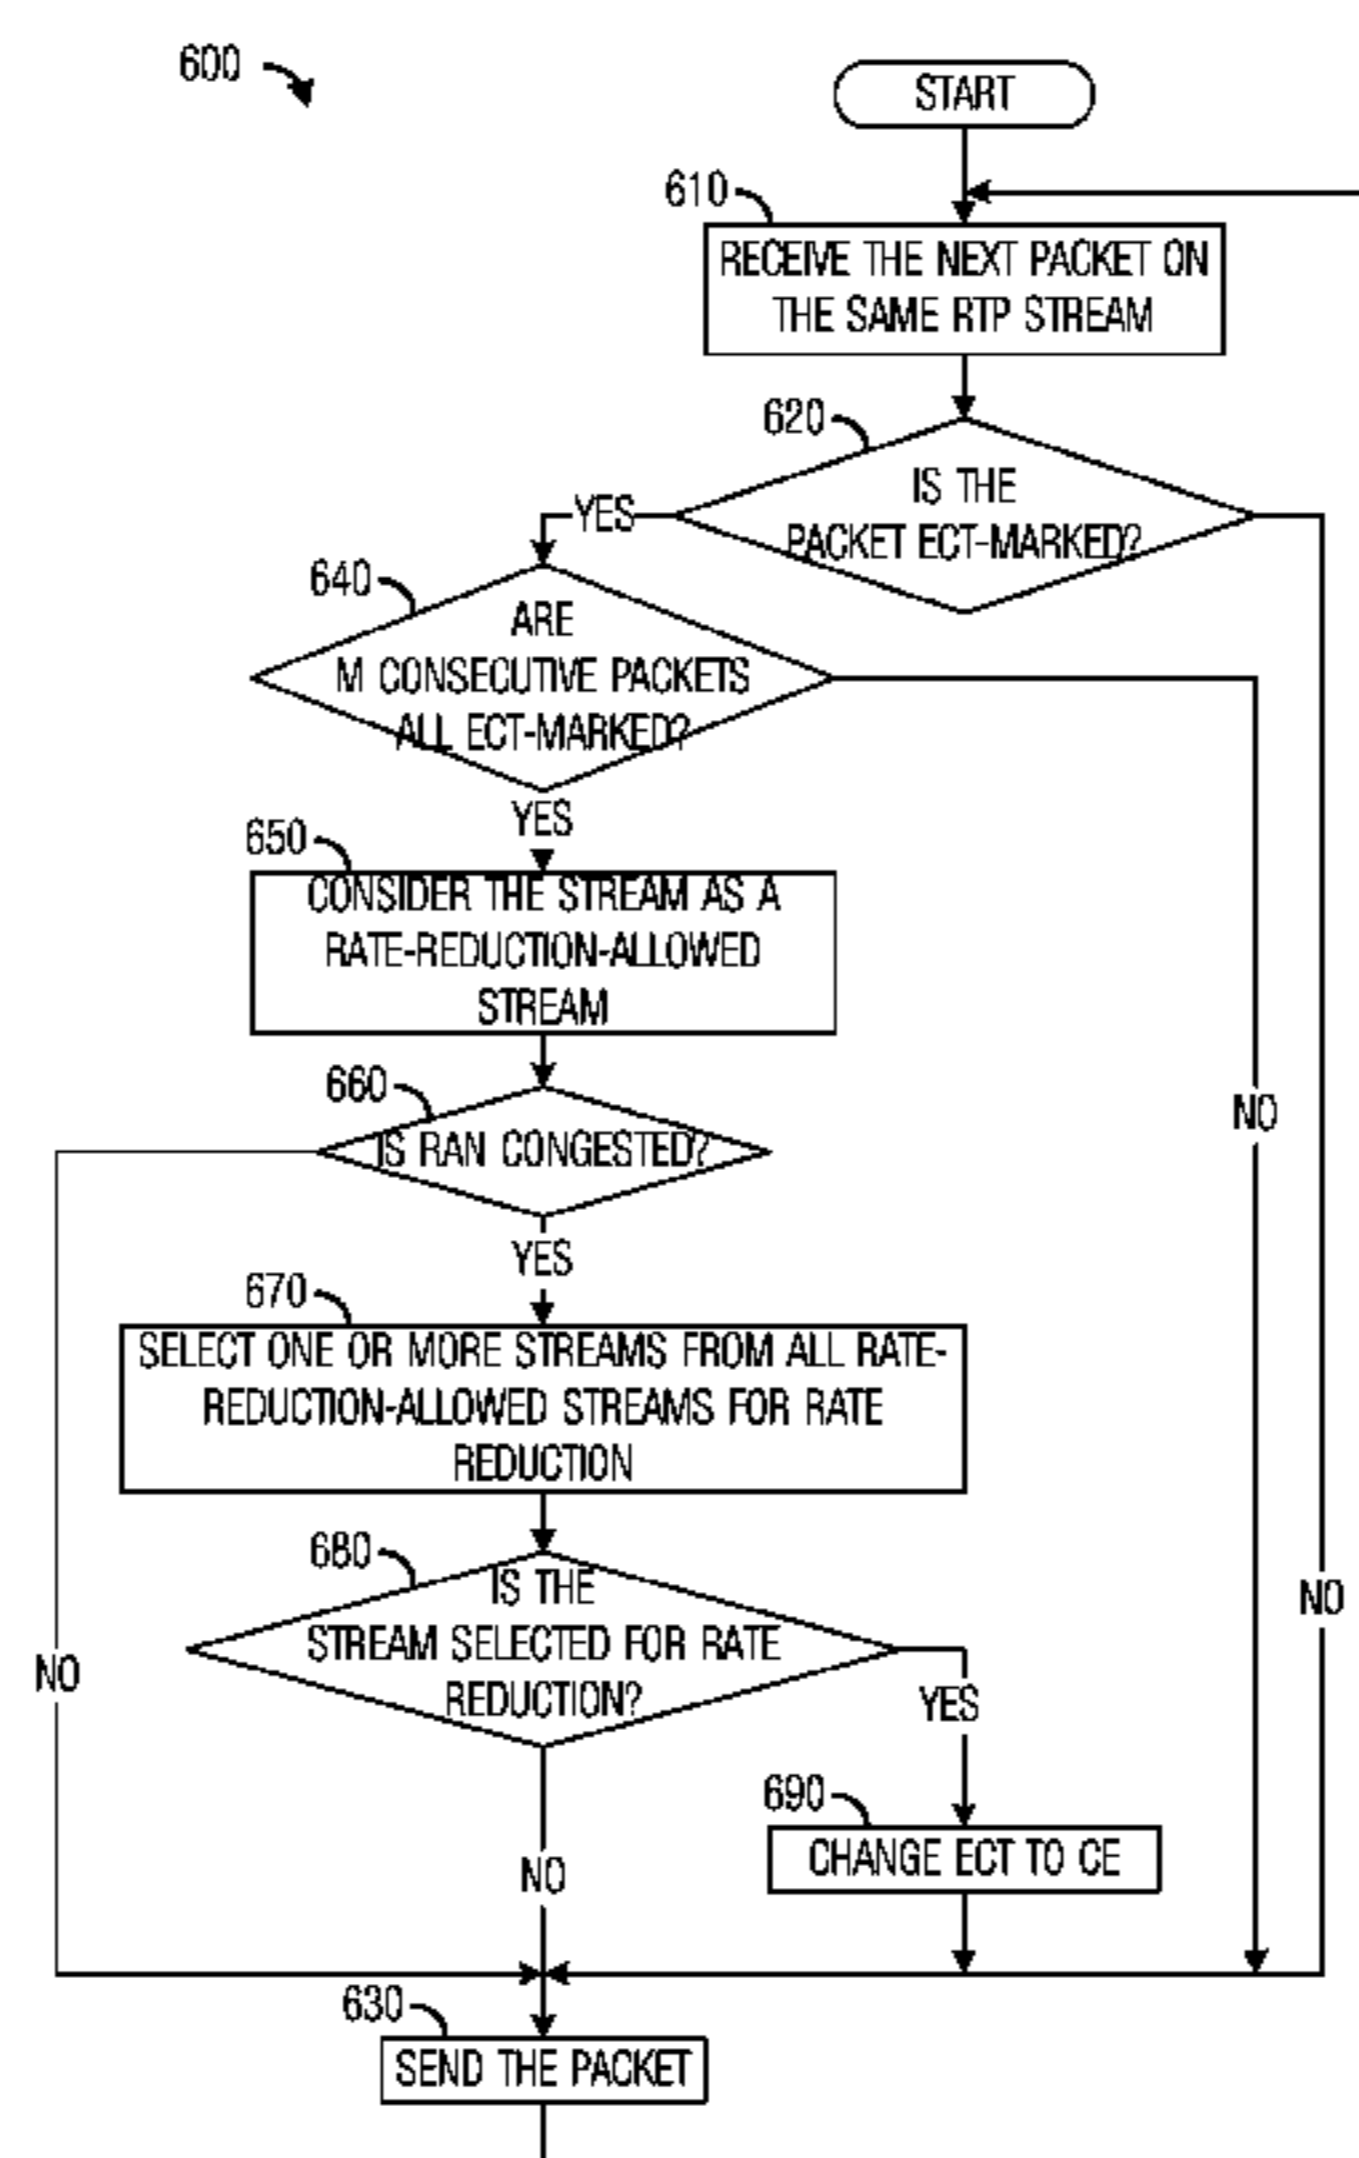 600
START
610
RECEIVE THE NEXT PACKET ON
THE SAME RTP STREAM
620
IS THE
PACKET ECT-MARKED?
YES
640
ARE
M CONSECUTIVE PACKETS
ALL ECT-MARKED?
YES
650
CONSIDER THE STREAM AS A
RATE-REDUCTION-ALLOWED
STREAM
660
NO
IS RAN CONGESTED?
YES
670
SELECT ONE OR MORE STREAMS FROM ALL RATE-
REDUCTION-ALLOWED STREAMS FOR RATE
REDUCTION
680
NO
IS THE
STREAM SELECTED FOR RATE
REDUCTION?
NO
YES
690
CHANGE ECT TO CE
NO
630
SEND THE PACKET